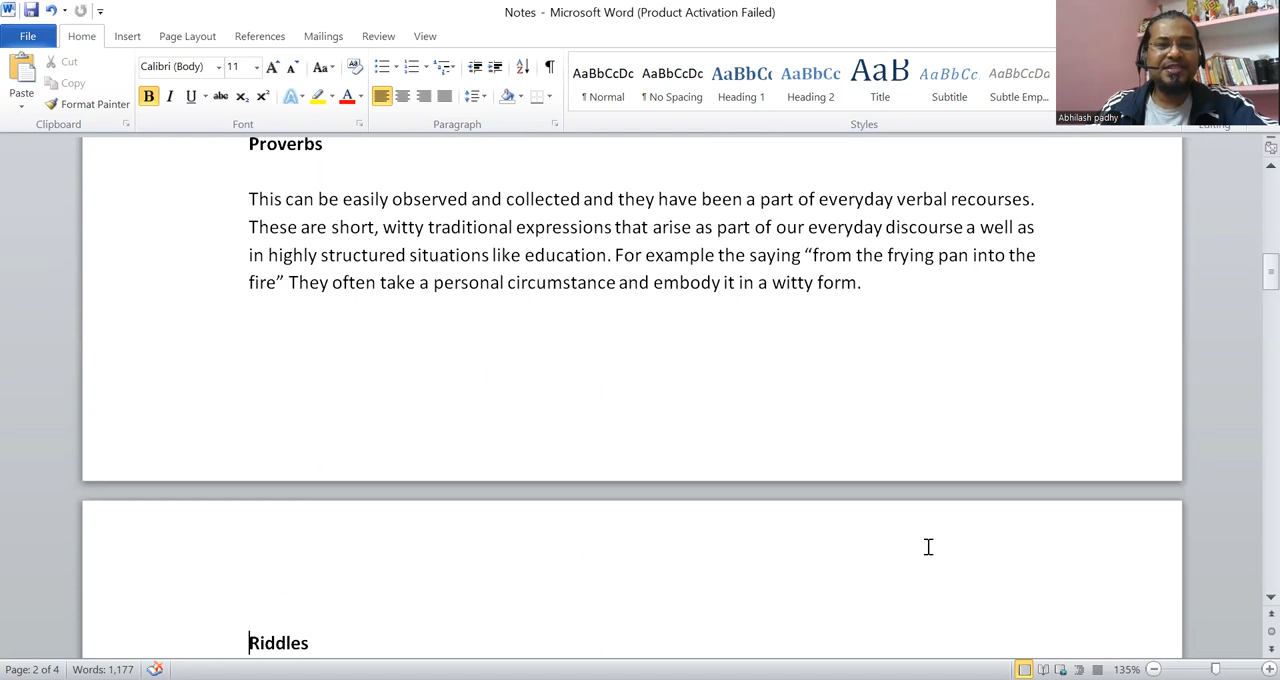 Notes - Microsoft Word (Product Activation Failed)
File Home Insert Page Layout References Mailings Review View
Paste
Cut
Copy
Format Painter
Clipboard
Calibri (Body) 11
Font
Paragraph
AaBbCcDc AaBbCcDc AaBbCc AaBbCc AaB AaBbCc. AaBbCcDa
¶ Normal ¶ No Spacing Heading 1 Heading 2 Title Subtitle Subtle Emp...
Styles
Editing
Abhilash padhy
Proverbs
This can be easily observed and collected and they have been a part of everyday verbal recourses.
These are short, witty traditional expressions that arise as part of our everyday discourse a well as
in highly structured situations like education. For example the saying “from the frying pan into the
fire” They often take a personal circumstance and embody it in a witty form.
Riddles
Page: 2 of 4 Words: 1,177 135%